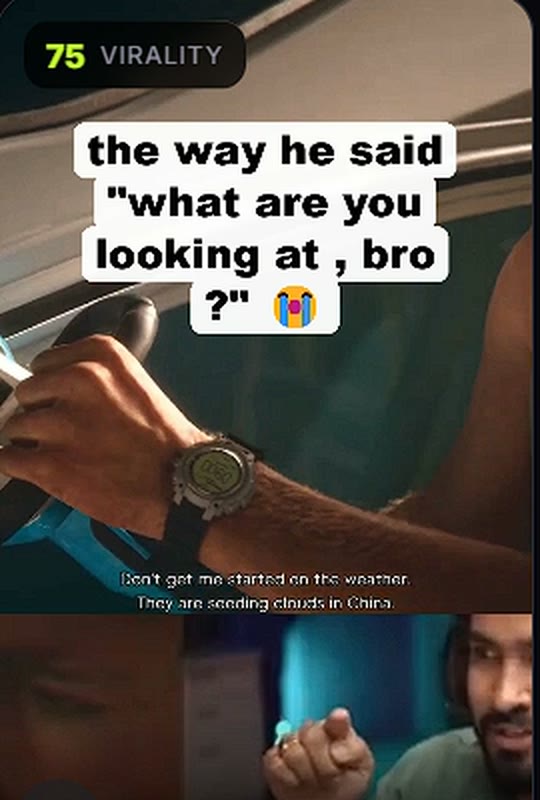 75 VIRALITY
the way he said
"what are you
looking at , bro
?" 😭
Don't get me started on the weather.
They are seeding clouds in China.